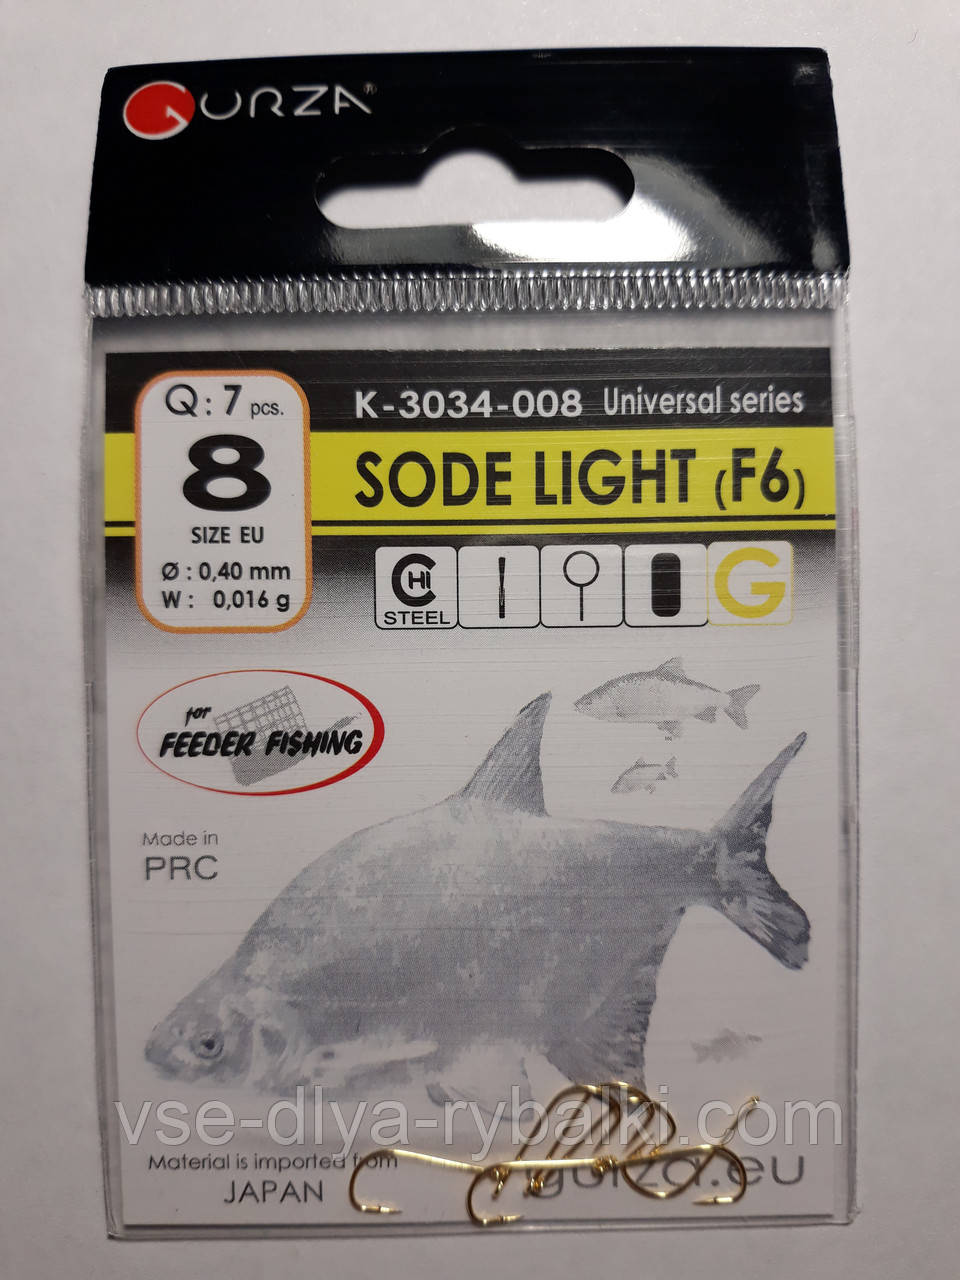 GURZA®
Q: 7 pcs.
8
SIZE EU
Ø : 0,40 mm
W : 0,016 g
K-3034-008 Universal series
SODE LIGHT (F6)
C HI
STEEL
G
for
FEEDER FISHING
Made in
PRC
vse-dlya-rybalki.com
Material is imported from
JAPAN
gurza.eu